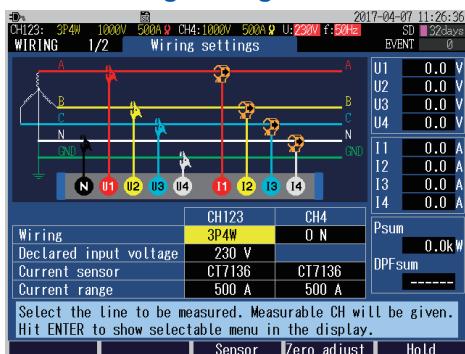 2017-04-07 11:26:36
CH123: 3P4W 1000V 500A CH4:1000V 500A U:230V f:50Hz SD 32days
WIRING 1/2 Wiring settings EVENT 0
A A
B B
C C
N N
GND GND
N U1 U2 U3 U4 I1 I2 I3 I4
U1 0.0 V
U2 0.0 V
U3 0.0 V
U4 0.0 V
I1 0.0 A
I2 0.0 A
I3 0.0 A
I4 0.0 A
Psum
0.0kW
DPFsum
------
CH123 CH4
Wiring 3P4W ON
Declared input voltage 230 V
Current sensor CT7136 CT7136
Current range 500 A 500 A
Select the line to be measured. Measurable CH will be given.
Hit ENTER to show selectable menu in the display.
Sensor Zero adjust Hold